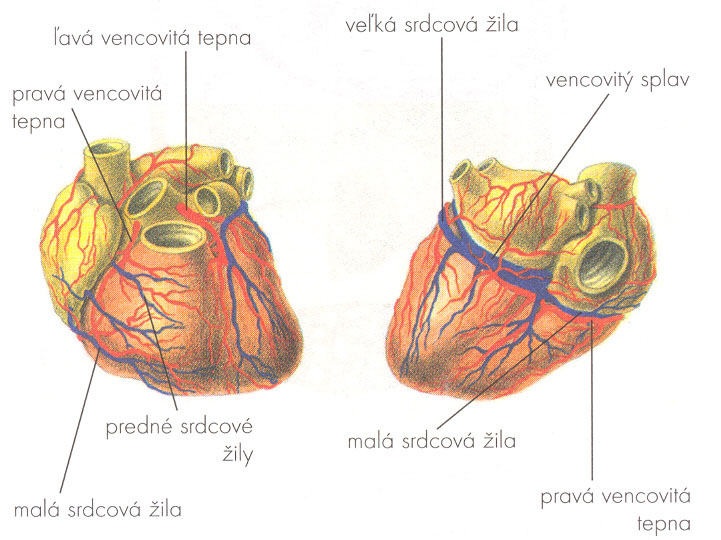 ľavá vencovitá tepna
pravá vencovitá
tepna
predné srdcové
žily
malá srdcová žila
veľká srdcová žila
vencovitý splav
malá srdcová žila
pravá vencovitá
tepna